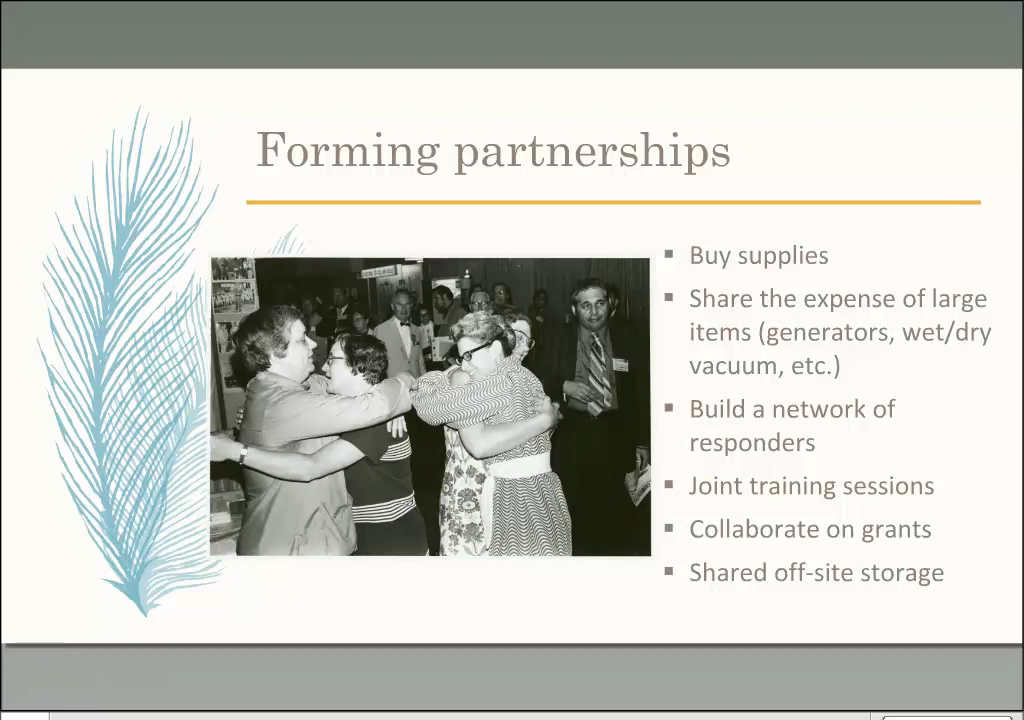 Forming partnerships
▪ Buy supplies
▪ Share the expense of large
items (generators, wet/dry
vacuum, etc.)
▪ Build a network of
responders
▪ Joint training sessions
▪ Collaborate on grants
▪ Shared off-site storage